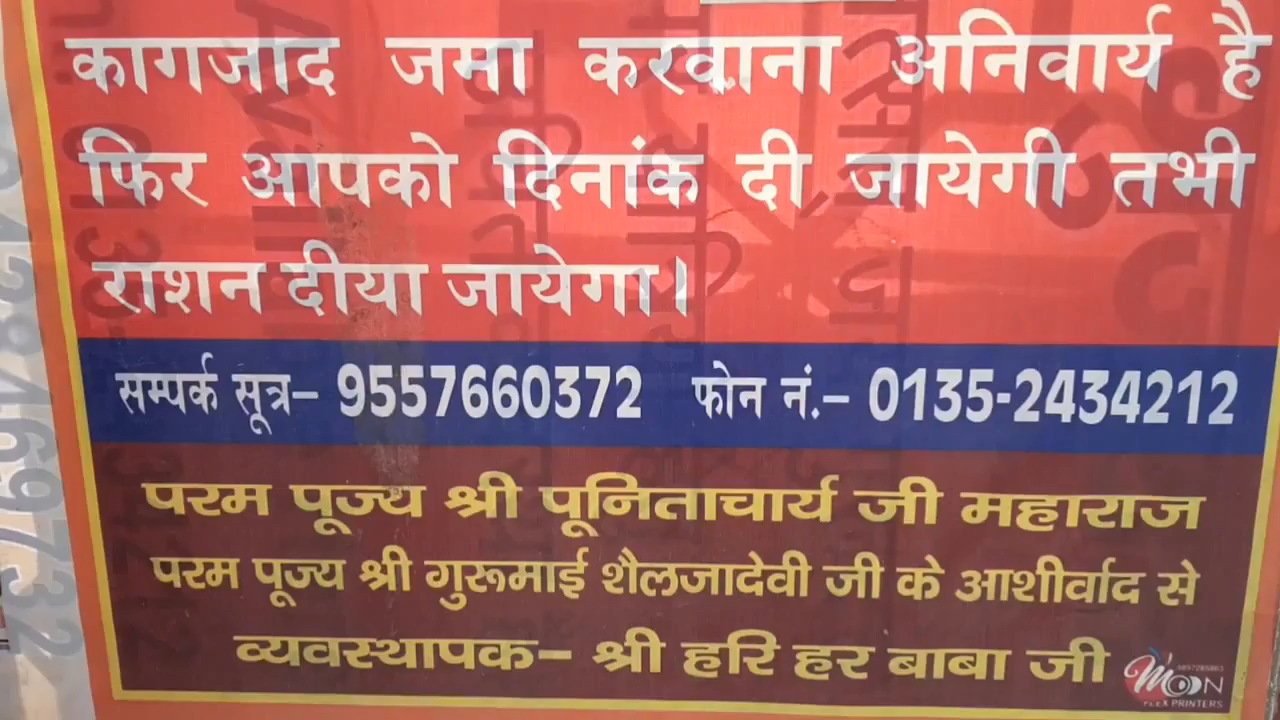 कागजाद जमा करवाना अनिवार्य है
फिर आपको दिनांक दी जायेगी तभी
राशन दीया जायेगा।
सम्पर्क सूत्र– 9557660372 फोन नं.– 0135-2434212
परम पूज्य श्री पूनिताचार्य जी महाराज
परम पूज्य श्री गुरूमाई शैलजादेवी जी के आशीर्वाद से
व्यवस्थापक– श्री हरि हर बाबा जी
MOON
FLEX PRINTERS